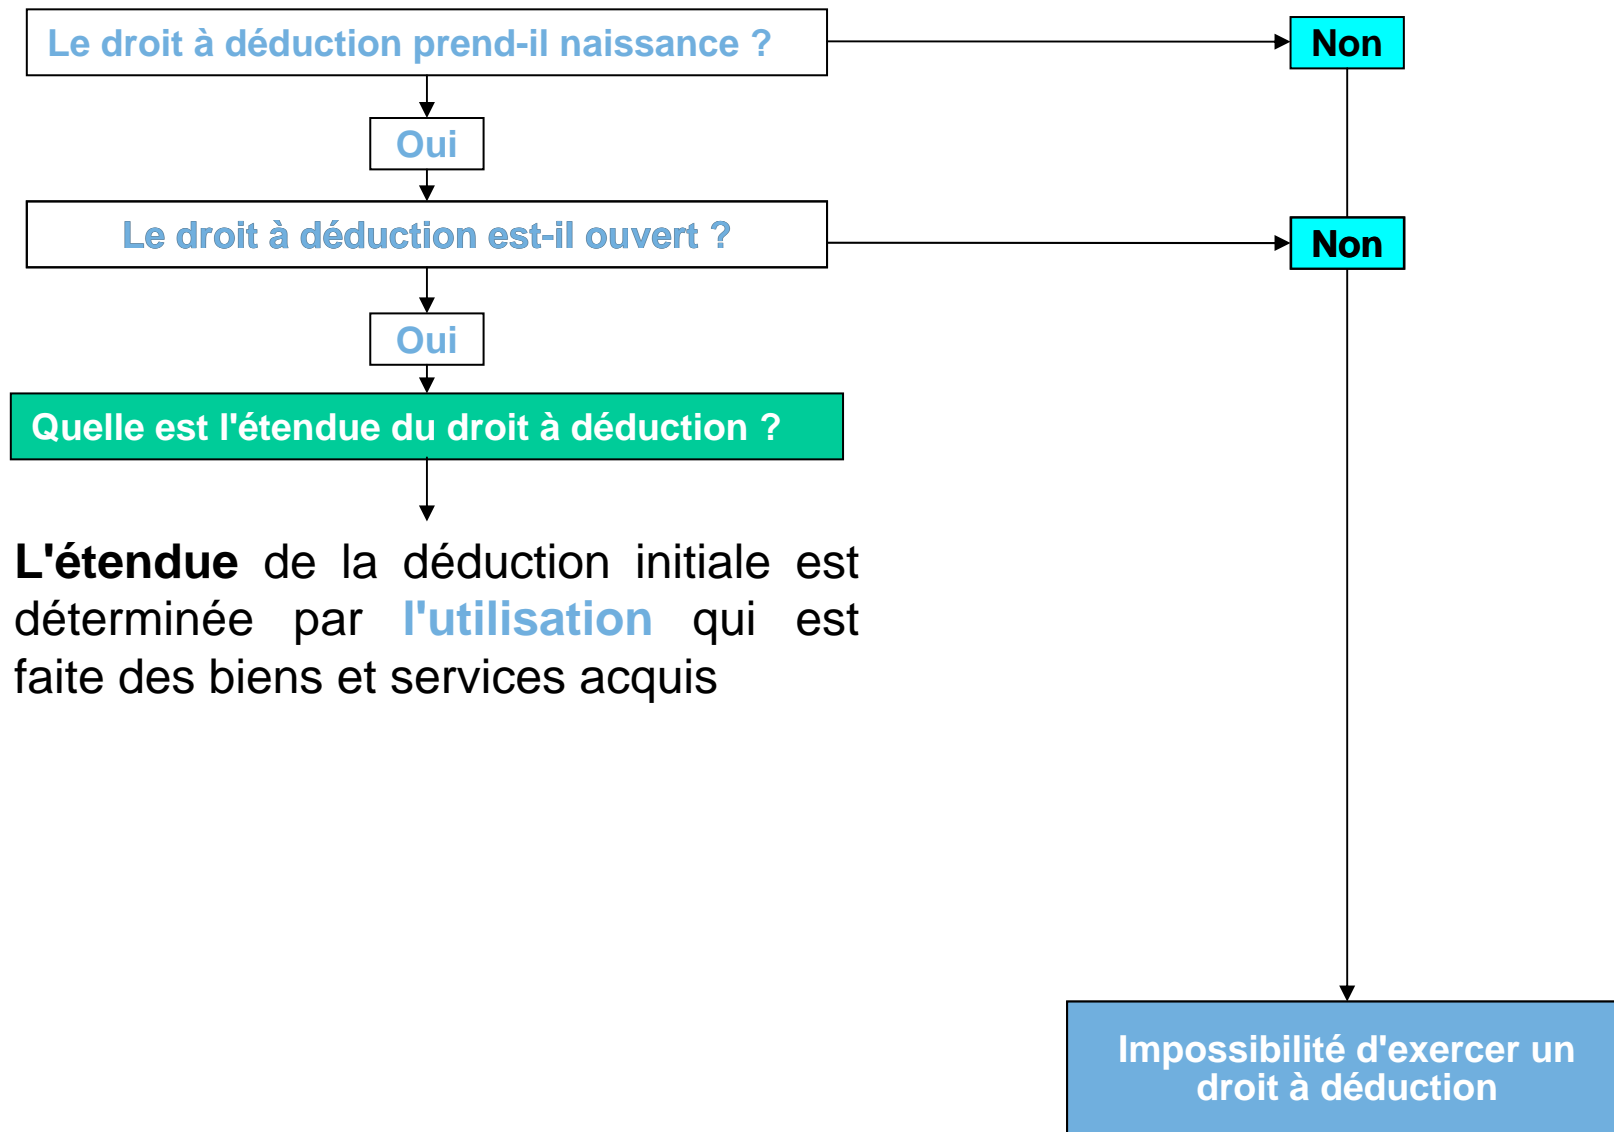 Le droit à déduction prend-il naissance ?
Non
Oui
Le droit à déduction est-il ouvert ?
Non
Oui
Quelle est l'étendue du droit à déduction ?
L'étendue de la déduction initiale est
déterminée par l'utilisation qui est
faite des biens et services acquis
Impossibilité d'exercer un
droit à déduction